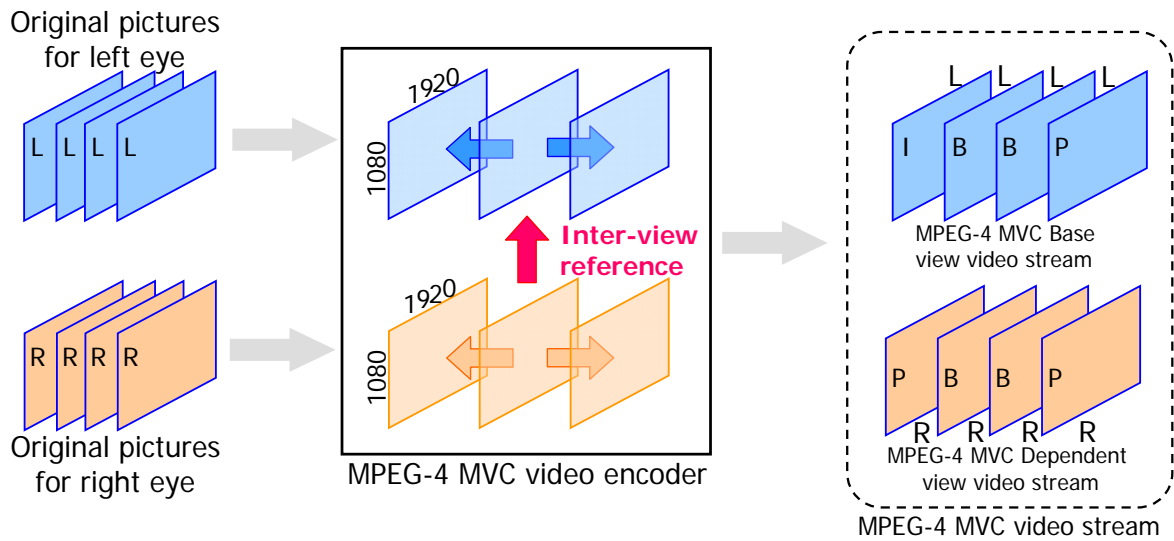 Original pictures
for left eye
L L L L
1920
1080
Inter-view
reference
1920
1080
MPEG-4 MVC video encoder
R R R R
Original pictures
for right eye
L L L L
I B B P
MPEG-4 MVC Base
view video stream
P B B P
R R R R
MPEG-4 MVC Dependent
view video stream
MPEG-4 MVC video stream